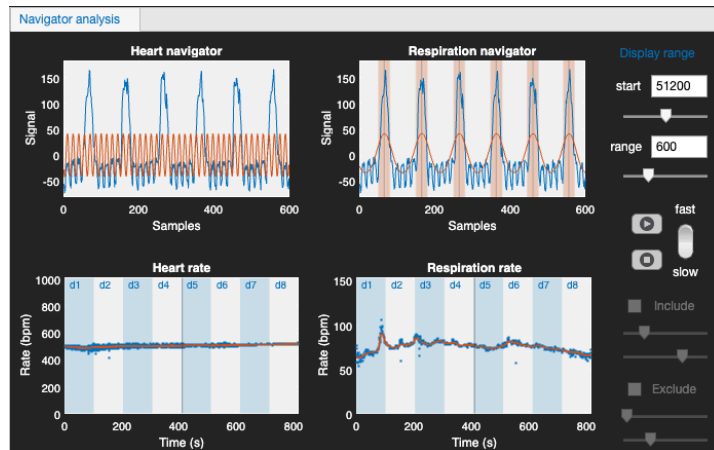 Navigator analysis
Heart navigator
Signal
150
100
50
0
-50
0
200
400
600
Samples
Respiration navigator
Signal
150
100
50
0
-50
0
200
400
600
Samples
Display range
start 51200
range 600
fast
slow
Include
Exclude
Heart rate
Rate (bpm)
1000
800
600
400
200
0
d1 d2 d3 d4 d5 d6 d7 d8
0
200
400
600
800
Time (s)
Respiration rate
Rate (bpm)
150
100
50
0
d1 d2 d3 d4 d5 d6 d7 d8
0
200
400
600
800
Time (s)